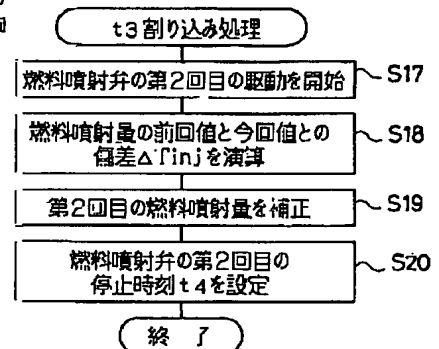 t3割り込み処理
燃料噴射弁の第2回目の駆動を開始
S17
燃料噴射量の前回値と今回値との
偏差ΔTinjを演算
S18
第2回目の燃料噴射量を補正
S19
燃料噴射弁の第2回目の
停止時刻t4を設定
S20
終 了